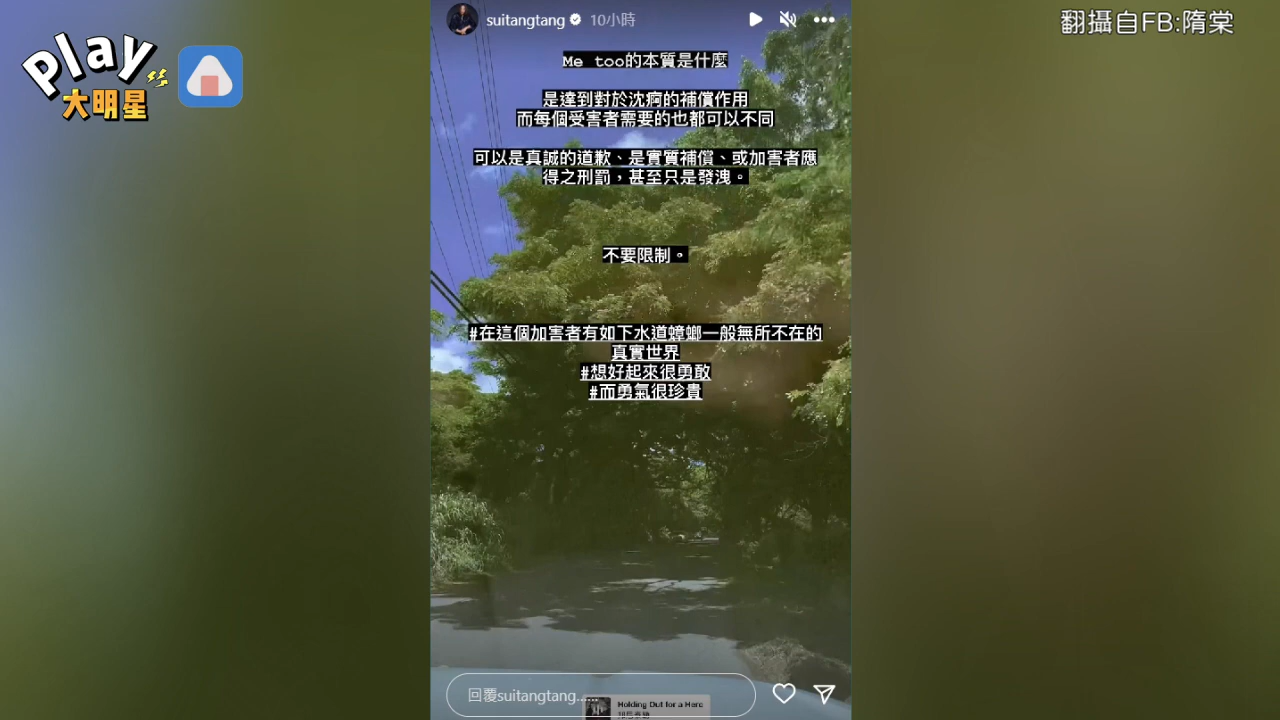 Play
大明星
翻攝自FB:隋棠
suitangtang 10小時
Me too的本質是什麼
是達到對於沈痾的補償作用
而每個受害者需要的也都可以不同
可以是真誠的道歉、是實質補償、或加害者應
得之刑罰，甚至只是發洩。
不要限制。
#在這個加害者有如下水道蟑螂一般無所不在的
真實世界
#想好起來很勇敢
#而勇氣很珍貴
回覆suitangtang......
Holding Out for a Hero